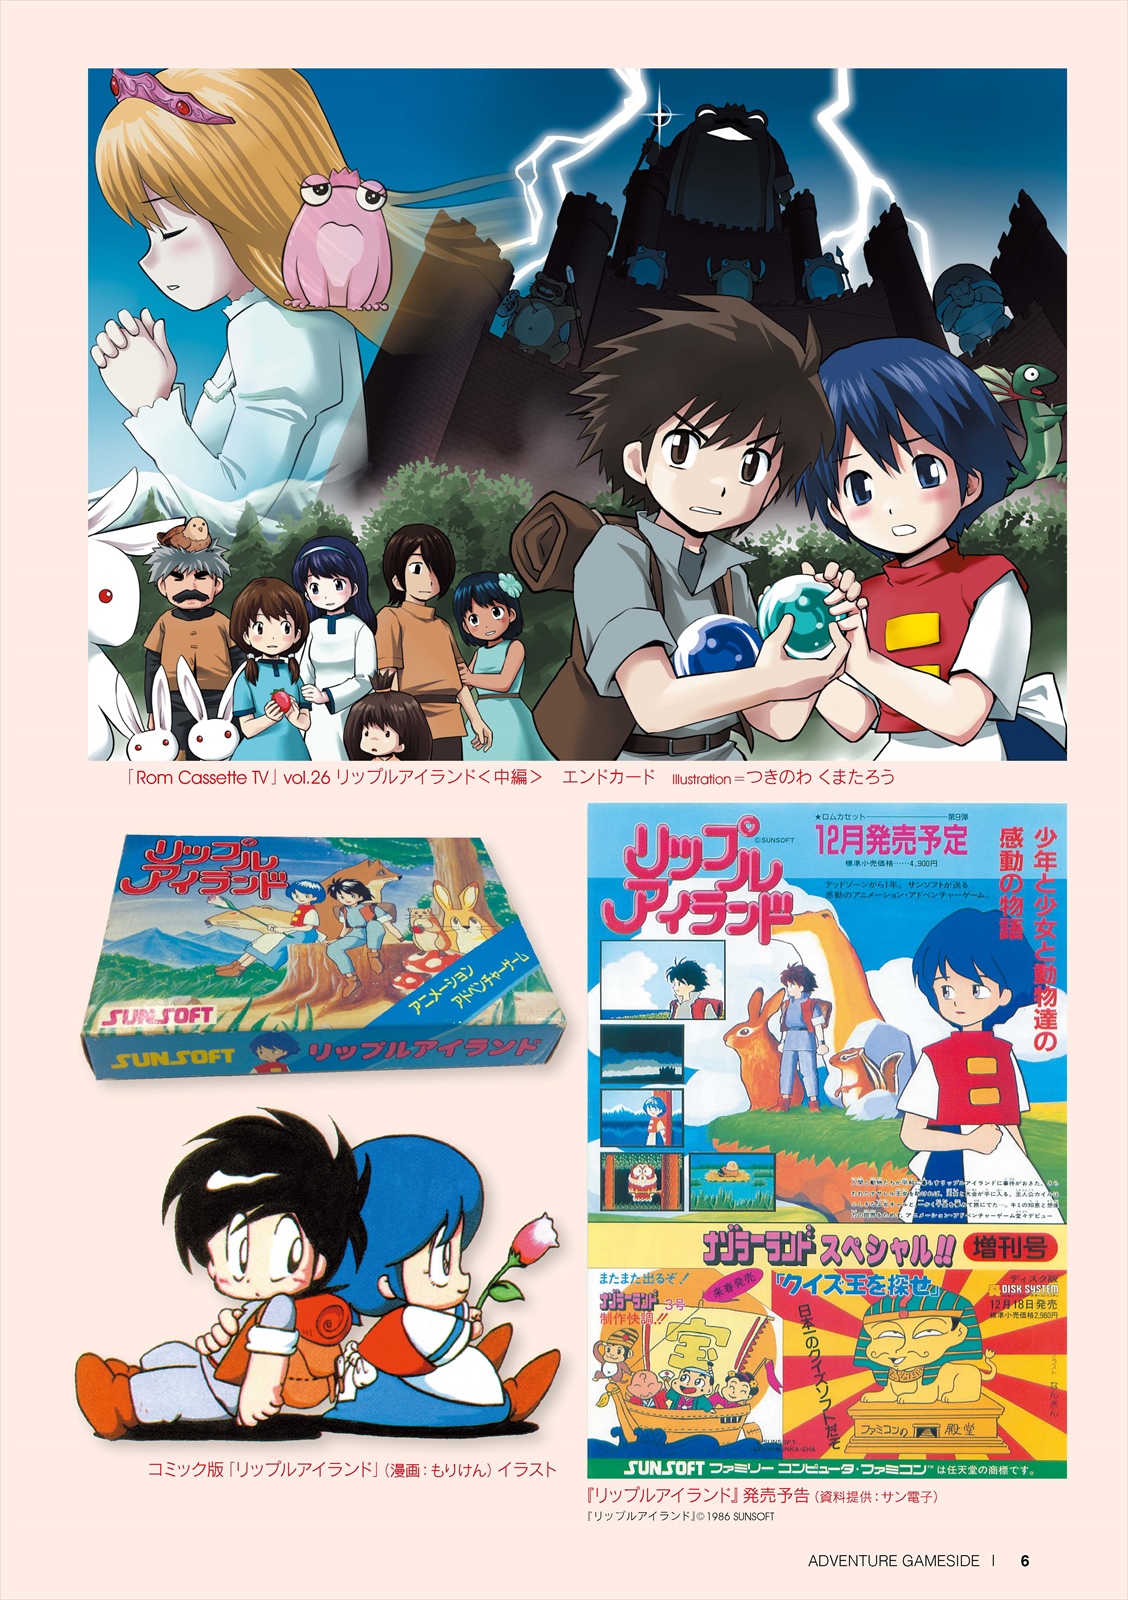 「Rom Cassette TV」vol.26 リップルアイランド＜中編＞　エンドカード　Illustration＝つきのわ くまたろう
リップル
アイランド
アニメーション
アドベンチャーゲーム
SUNSOFT
SUNSOFT リップルアイランド
コミック版「リップルアイランド」（漫画：もりけん）イラスト
★ロムカセット 第9弾
12月発売予定
標準小売価格……4,900円
リップル
アイランド
©SUNSOFT
デッドゾーンから1年。サンソフトが送る
感動のアニメーション・アドベンチャーゲーム。
少年と少女と動物達の
感動の物語
ナゾラーランド スペシャル!! 増刊号
またまた出るぞ！
ナゾラーランド 3号
制作快調!!
来春発売
宝
「クイズ王を探せ」
ディスク版
DISK SYSTEM
12月18日発売
標準小売価格2,980円
日本一のクイズソフトだぞ
イラスト なんきん
ファミコンの 殿堂
SUNSOFT ファミリー コンピュータ・ファミコン™ は任天堂の商標です。
『リップルアイランド』発売予告（資料提供：サン電子）
『リップルアイランド』© 1986 SUNSOFT
ADVENTURE GAMESIDE | 6